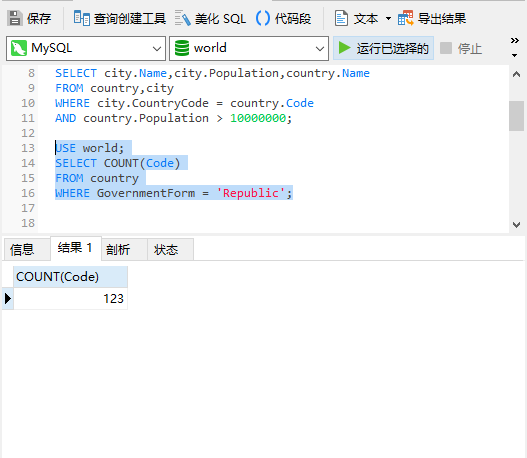 保存 查询创建工具 美化 SQL 代码段 文本 导出结果
MySQL world 运行已选择的 停止
8 SELECT city.Name,city.Population,country.Name
9 FROM country,city
10 WHERE city.CountryCode = country.Code
11 AND country.Population > 10000000;
12
13 USE world;
14 SELECT COUNT(Code)
15 FROM country
16 WHERE GovernmentForm = 'Republic';
17
18
信息 结果 1 剖析 状态
COUNT(Code)
123